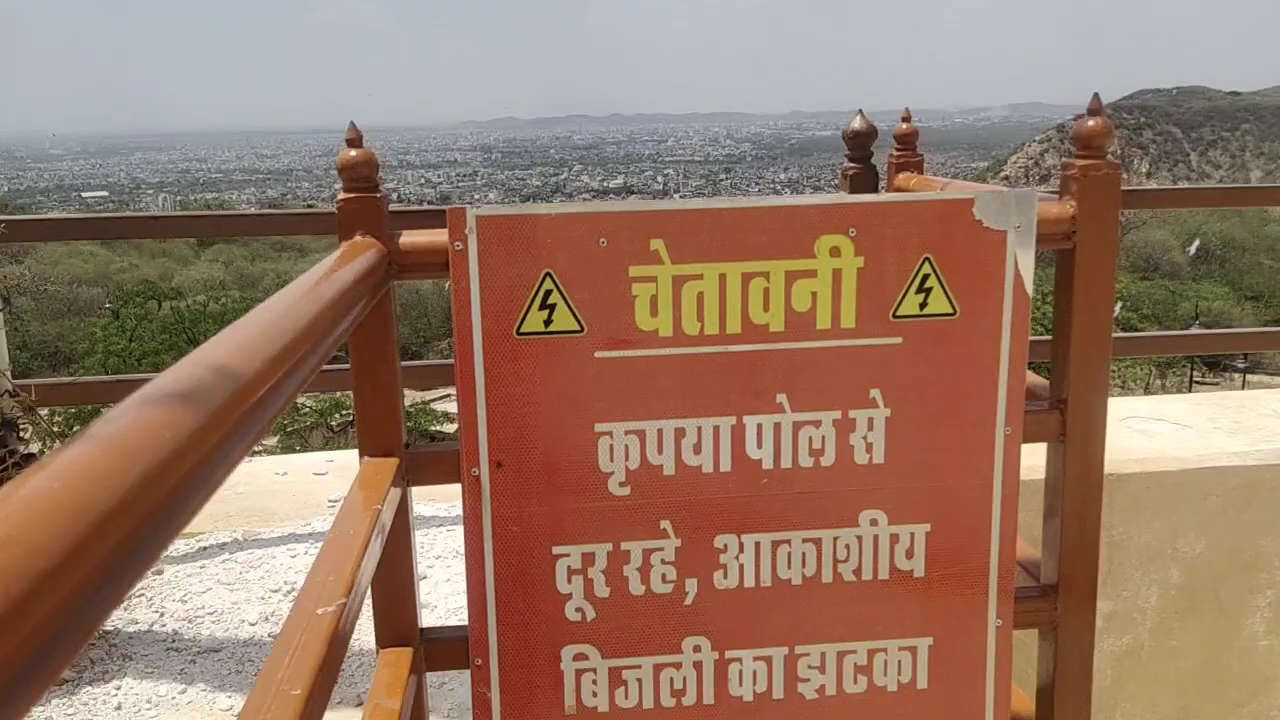 चेतावनी
कृपया पोल से
दूर रहे, आकाशीय
बिजली का झटका